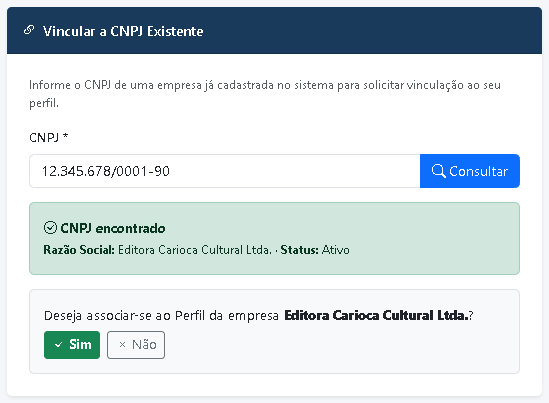 Vincular a CNPJ Existente
Informe o CNPJ de uma empresa já cadastrada no sistema para solicitar vinculação ao seu
perfil.
CNPJ *
12.345.678/0001-90 Consultar
CNPJ encontrado
Razão Social: Editora Carioca Cultural Ltda. · Status: Ativo
Deseja associar-se ao Perfil da empresa Editora Carioca Cultural Ltda.?
Sim Não